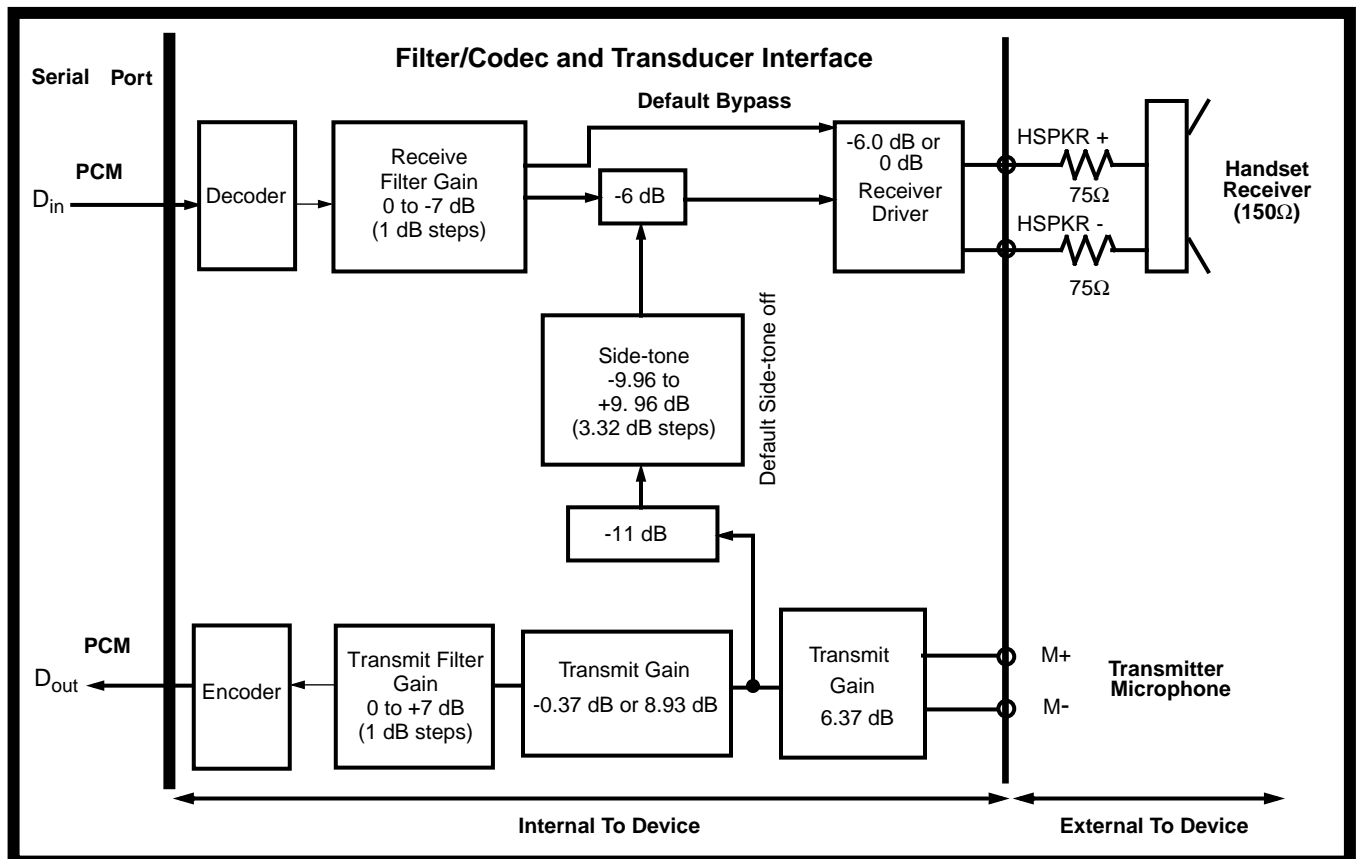 Filter/Codec and Transducer Interface
Serial Port
Default Bypass
PCM
Din
Decoder
Receive
Filter Gain
0 to -7 dB
(1 dB steps)
-6 dB
-6.0 dB or
0 dB
Receiver
Driver
HSPKR +
75Ω
HSPKR -
75Ω
Handset
Receiver
(150Ω)
Side-tone
-9.96 to
+9. 96 dB
(3.32 dB steps)
Default Side-tone off
-11 dB
PCM
Dout
Encoder
Transmit Filter
Gain
0 to +7 dB
(1 dB steps)
Transmit Gain
-0.37 dB or 8.93 dB
Transmit
Gain
6.37 dB
M+
M-
Transmitter
Microphone
Internal To Device
External To Device